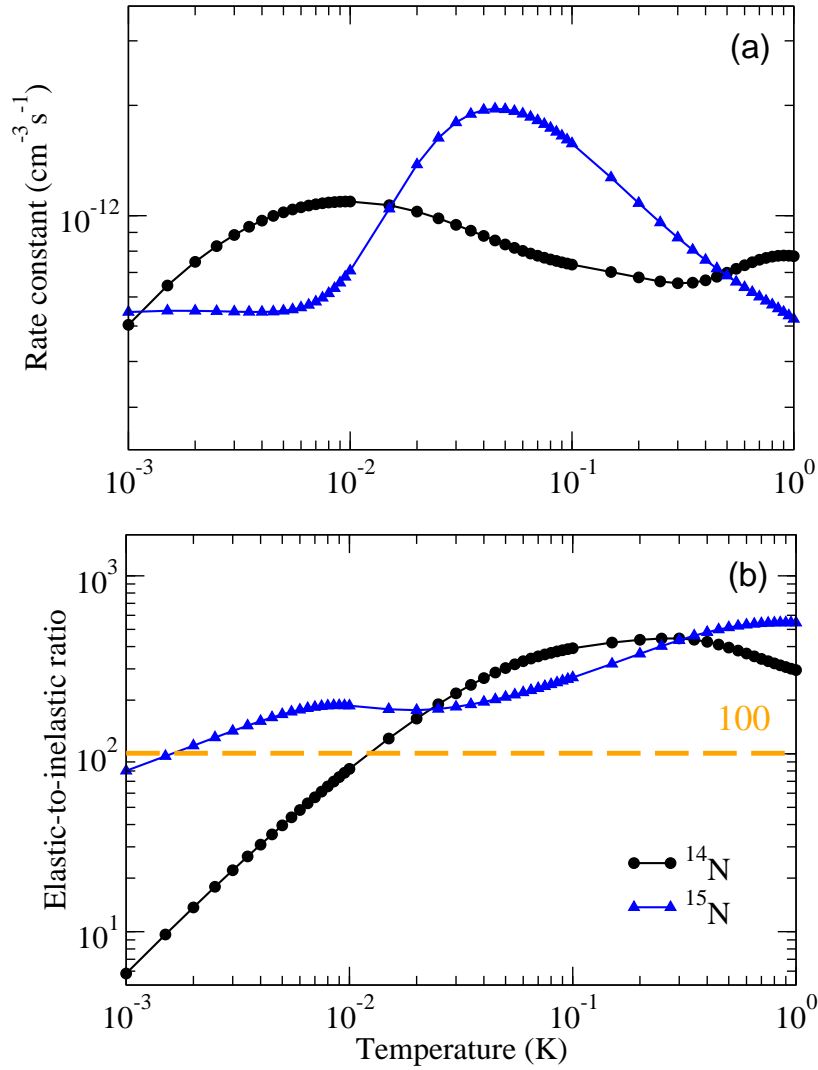 (a)
Rate constant (cm⁻³ s⁻¹)
10⁻¹²
10⁻³ 10⁻² 10⁻¹ 10⁰
(b)
Elastic-to-inelastic ratio
10³
10²
10¹
100
¹⁴N
¹⁵N
10⁻³ 10⁻² 10⁻¹ 10⁰
Temperature (K)